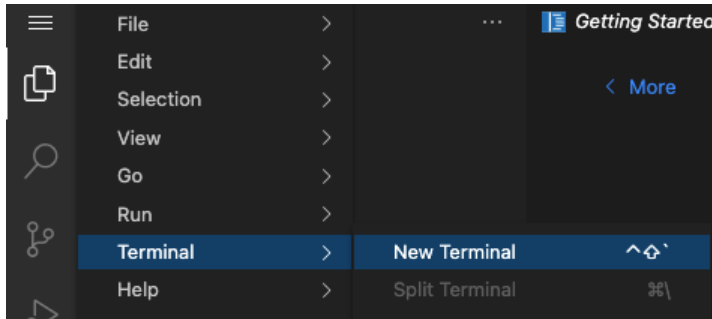 File > ... Getting Started
Edit >
< More
Selection >
View >
Go >
Run >
Terminal > New Terminal ^⇧`
Help > Split Terminal ⌘\